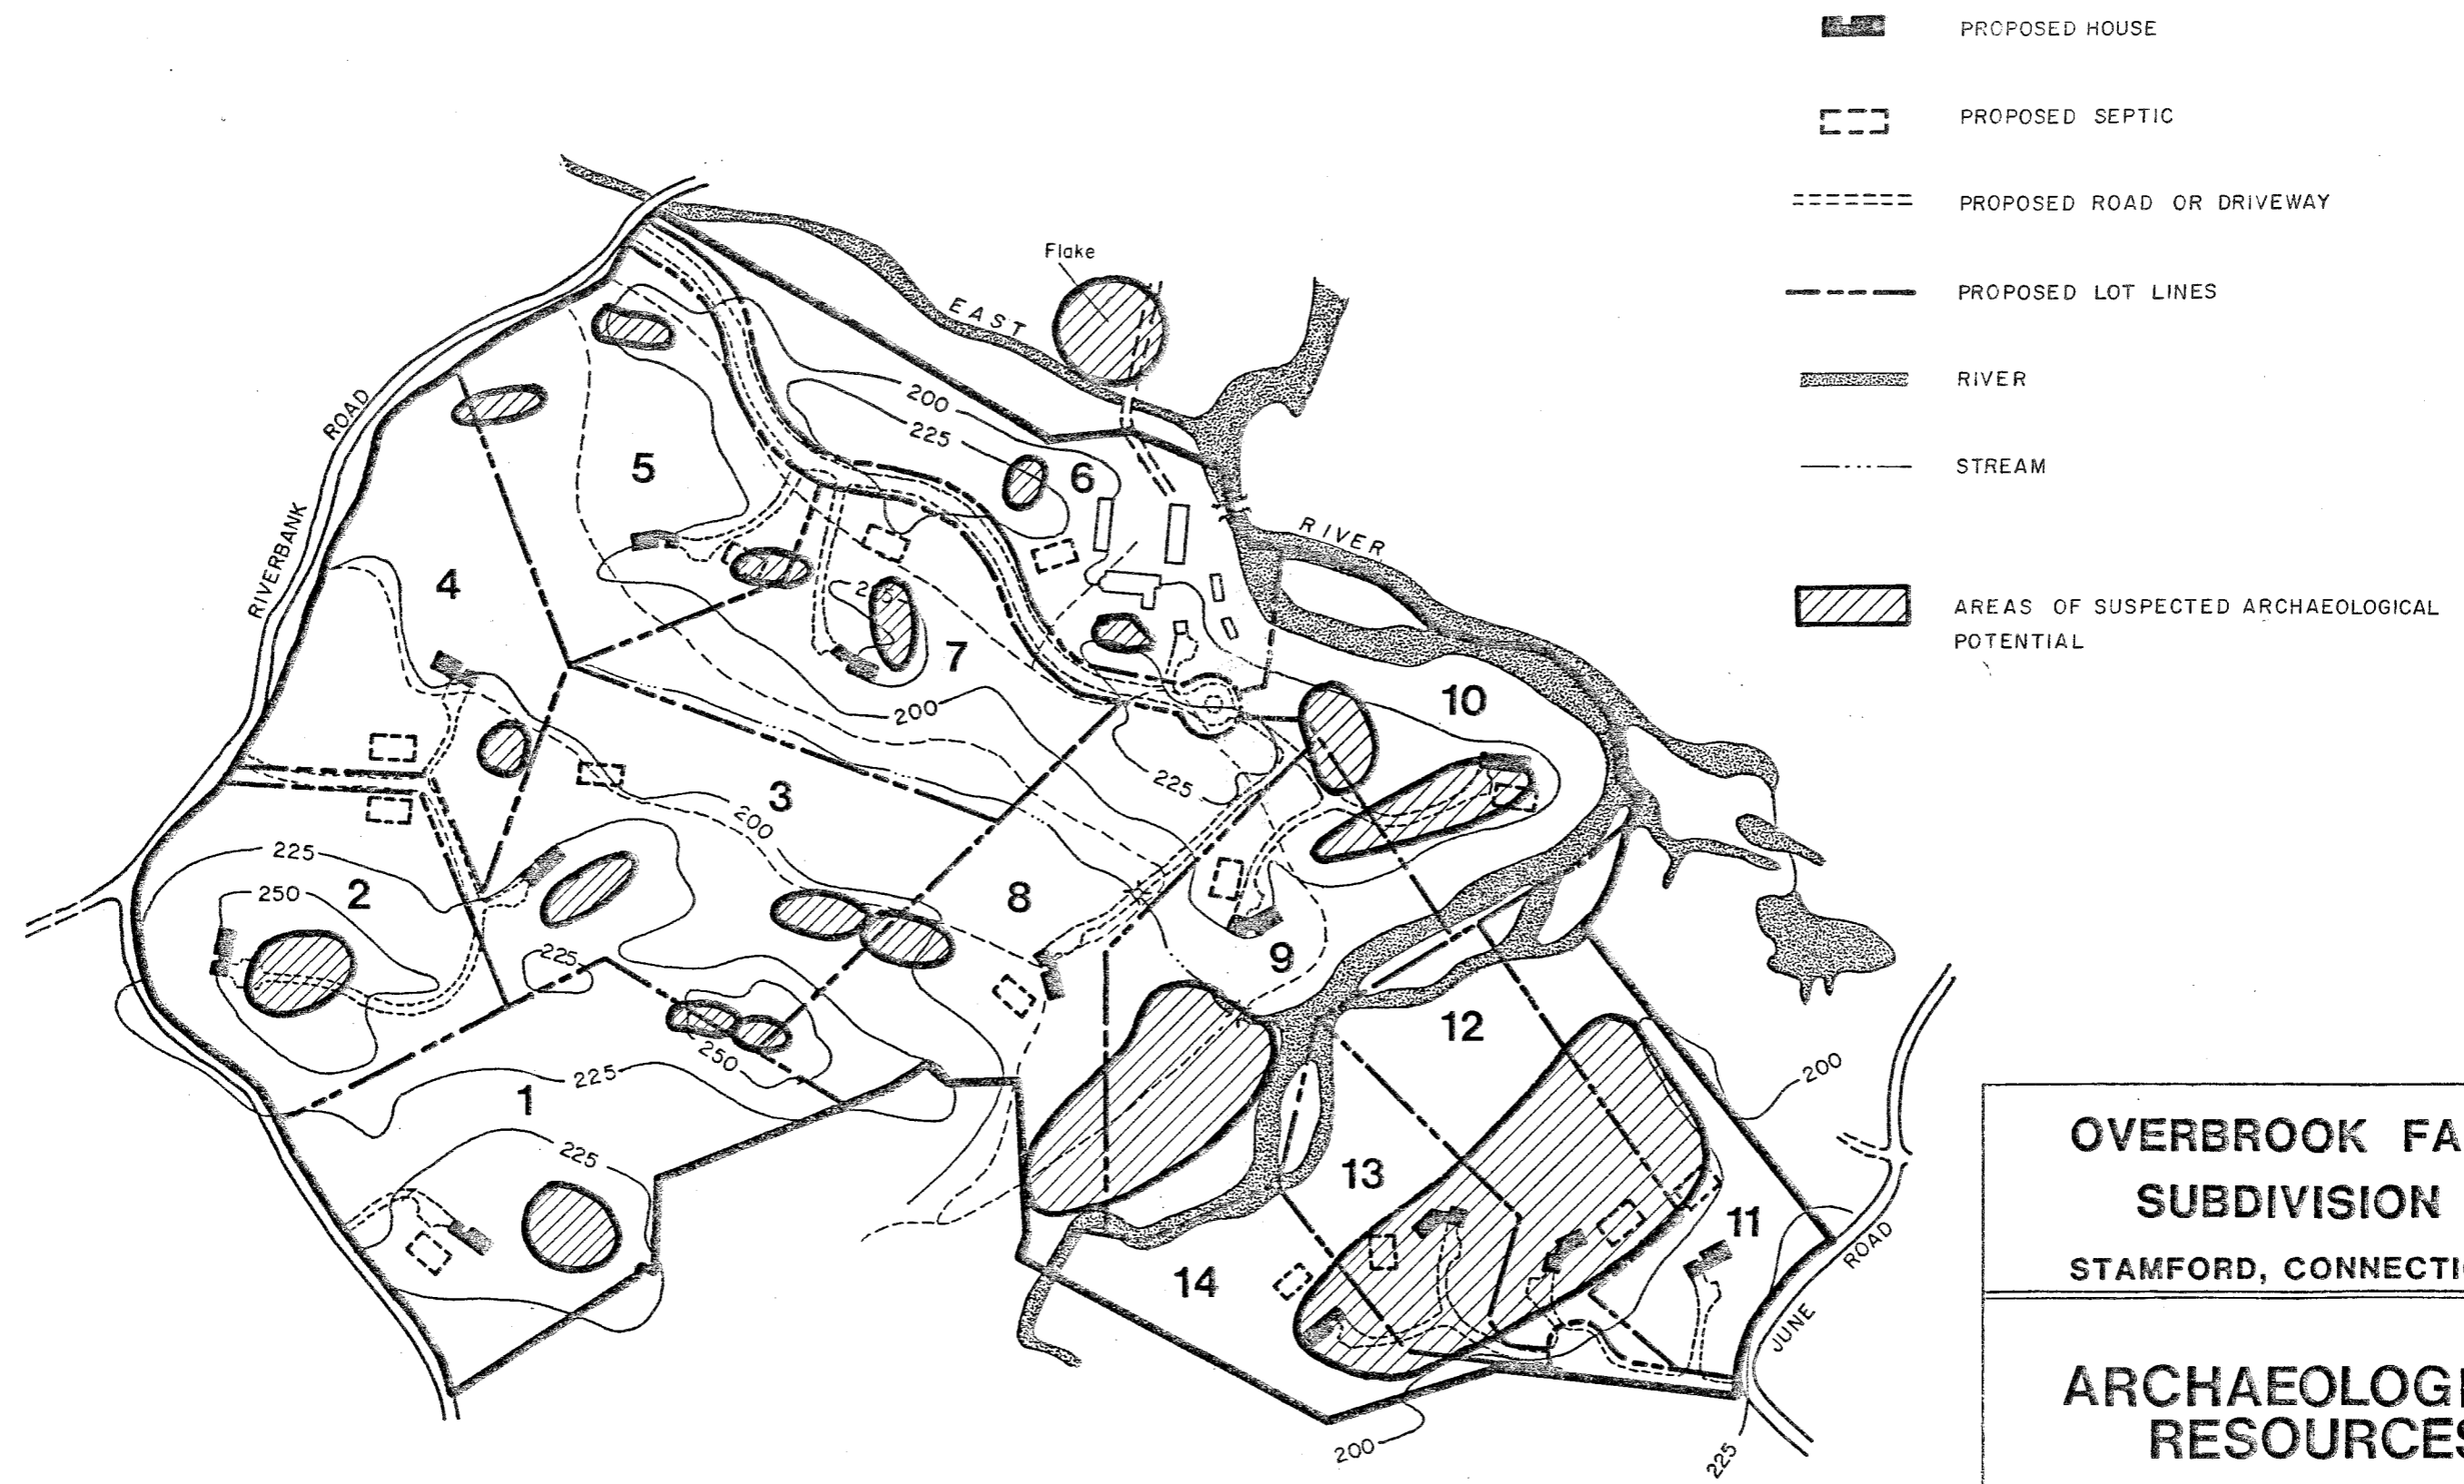 PROPOSED HOUSE
PROPOSED SEPTIC
PROPOSED ROAD OR DRIVEWAY
PROPOSED LOT LINES
RIVER
STREAM
AREAS OF SUSPECTED ARCHAEOLOGICAL
POTENTIAL
Flake
EAST
RIVER
RIVERBANK
ROAD
200
225
5
6
4
7
200
10
3
225
200
225
250
2
8
9
225
12
250
225
1
200
225
13
11
14
JUNE
ROAD
200
225
OVERBROOK FA
SUBDIVISION
STAMFORD, CONNECTI
ARCHAEOLOG
RESOURCES